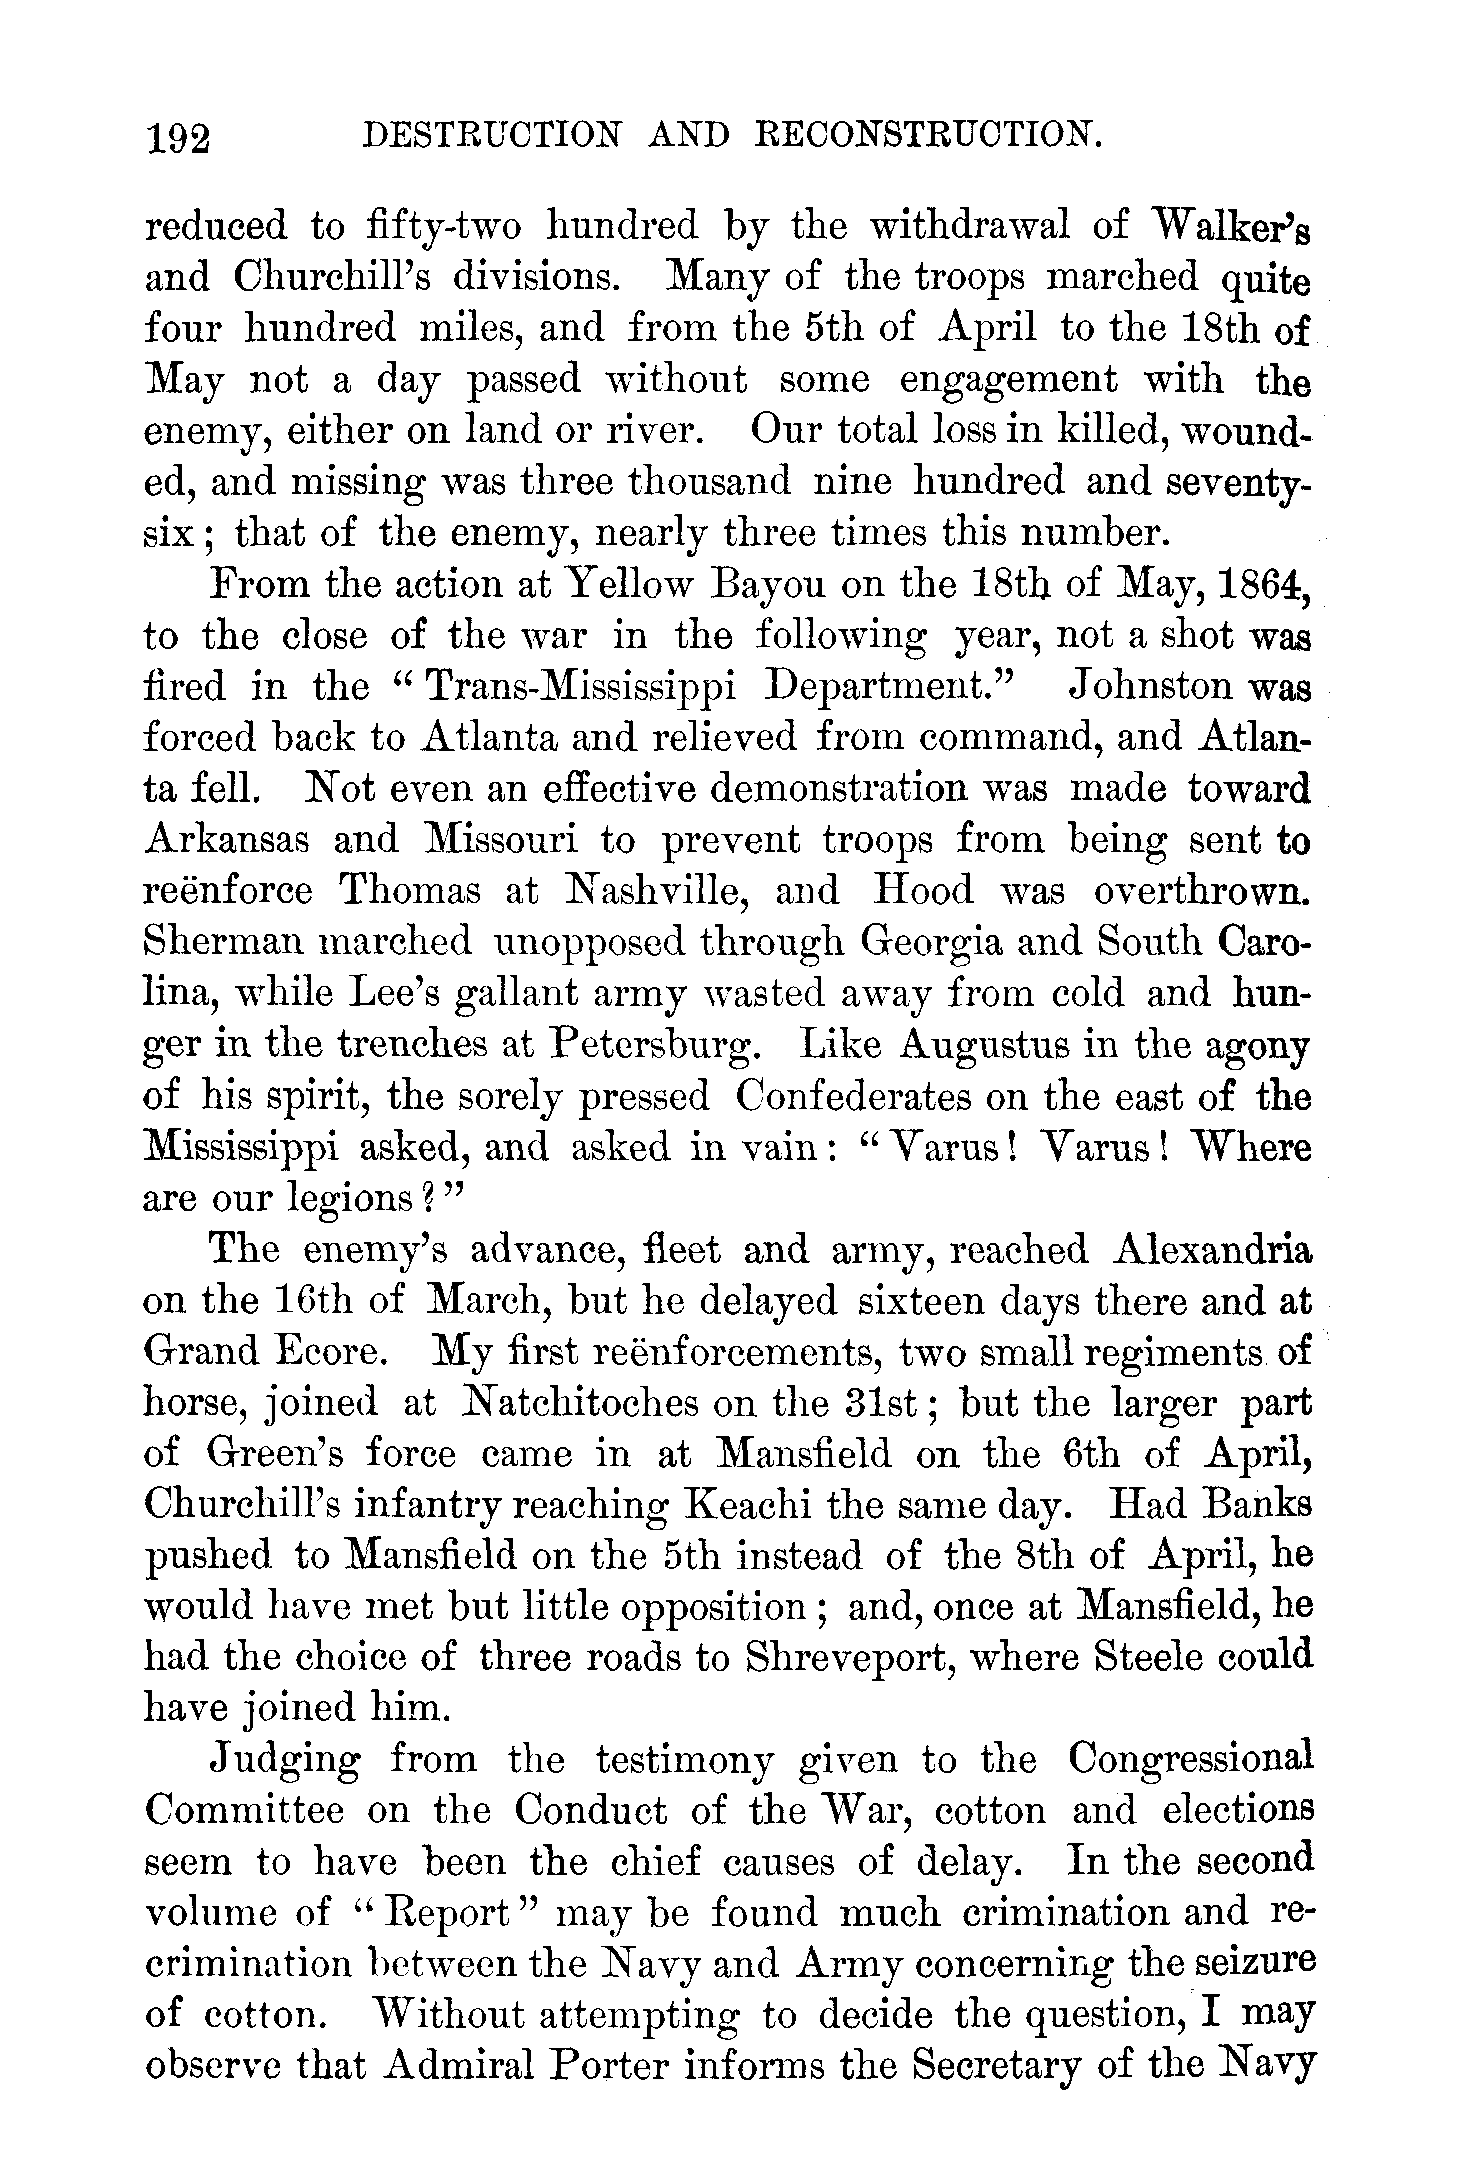 192 DESTRUCTION AND RECONSTRUCTION.
reduced to fifty-two hundred by the withdrawal of Walker's
and Churchill's divisions. Many of the troops marched quite
four hundred miles, and from the 5th of April to the 18th of
May not a day passed without some engagement with the
enemy, either on land or river. Our total loss in killed, wound-
ed, and missing was three thousand nine hundred and seventy-
six; that of the enemy, nearly three times this number.
From the action at Yellow Bayou on the 18th of May, 1864,
to the close of the war in the following year, not a shot was
fired in the “Trans-Mississippi Department.” Johnston was
forced back to Atlanta and relieved from command, and Atlan-
ta fell. Not even an effective demonstration was made toward
Arkansas and Missouri to prevent troops from being sent to
reënforce Thomas at Nashville, and Hood was overthrown.
Sherman marched unopposed through Georgia and South Caro-
lina, while Lee's gallant army wasted away from cold and hun-
ger in the trenches at Petersburg. Like Augustus in the agony
of his spirit, the sorely pressed Confederates on the east of the
Mississippi asked, and asked in vain: “Varus! Varus! Where
are our legions?”
The enemy's advance, fleet and army, reached Alexandria
on the 16th of March, but he delayed sixteen days there and at
Grand Ecore. My first reënforcements, two small regiments of
horse, joined at Natchitoches on the 31st; but the larger part
of Green's force came in at Mansfield on the 6th of April,
Churchill's infantry reaching Keachi the same day. Had Banks
pushed to Mansfield on the 5th instead of the 8th of April, he
would have met but little opposition; and, once at Mansfield, he
had the choice of three roads to Shreveport, where Steele could
have joined him.
Judging from the testimony given to the Congressional
Committee on the Conduct of the War, cotton and elections
seem to have been the chief causes of delay. In the second
volume of “Report” may be found much crimination and re-
crimination between the Navy and Army concerning the seizure
of cotton. Without attempting to decide the question, I may
observe that Admiral Porter informs the Secretary of the Navy